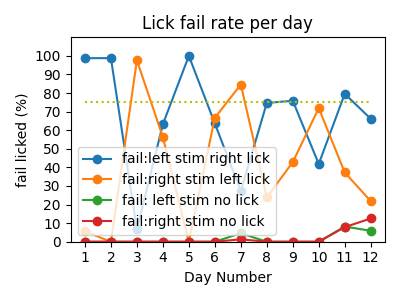 Lick fail rate per day
fail licked (%)
100
90
80
70
60
50
40
30
20
10
0
fail:left stim right lick
fail:right stim left lick
fail: left stim no lick
fail:right stim no lick
1 2 3 4 5 6 7 8 9 10 11 12
Day Number